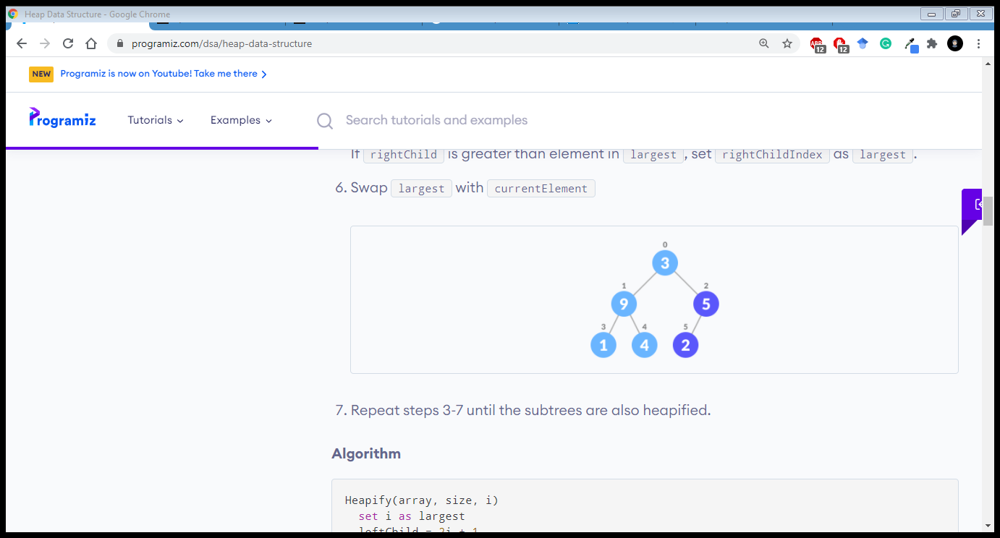 Heap Data Structure - Google Chrome
programiz.com/dsa/heap-data-structure
12
12
NEW Programiz is now on Youtube! Take me there
Programiz Tutorials Examples Search tutorials and examples
If rightChild is greater than element in largest, set rightChildIndex as largest.
6. Swap largest with currentElement
0
3
1 2
9 5
3 4 5
1 4 2
7. Repeat steps 3-7 until the subtrees are also heapified.
Algorithm
Heapify(array, size, i)
set i as largest
leftChild = 2i + 1